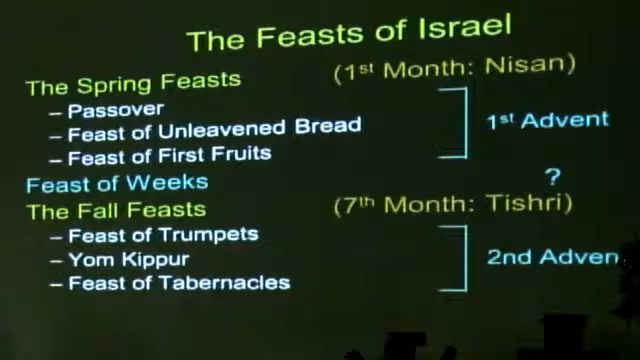 The Feasts of Israel
The Spring Feasts (1st Month: Nisan)
– Passover
– Feast of Unleavened Bread
– Feast of First Fruits
1st Advent
Feast of Weeks ?
The Fall Feasts (7th Month: Tishri)
– Feast of Trumpets
– Yom Kippur
– Feast of Tabernacles
2nd Adven